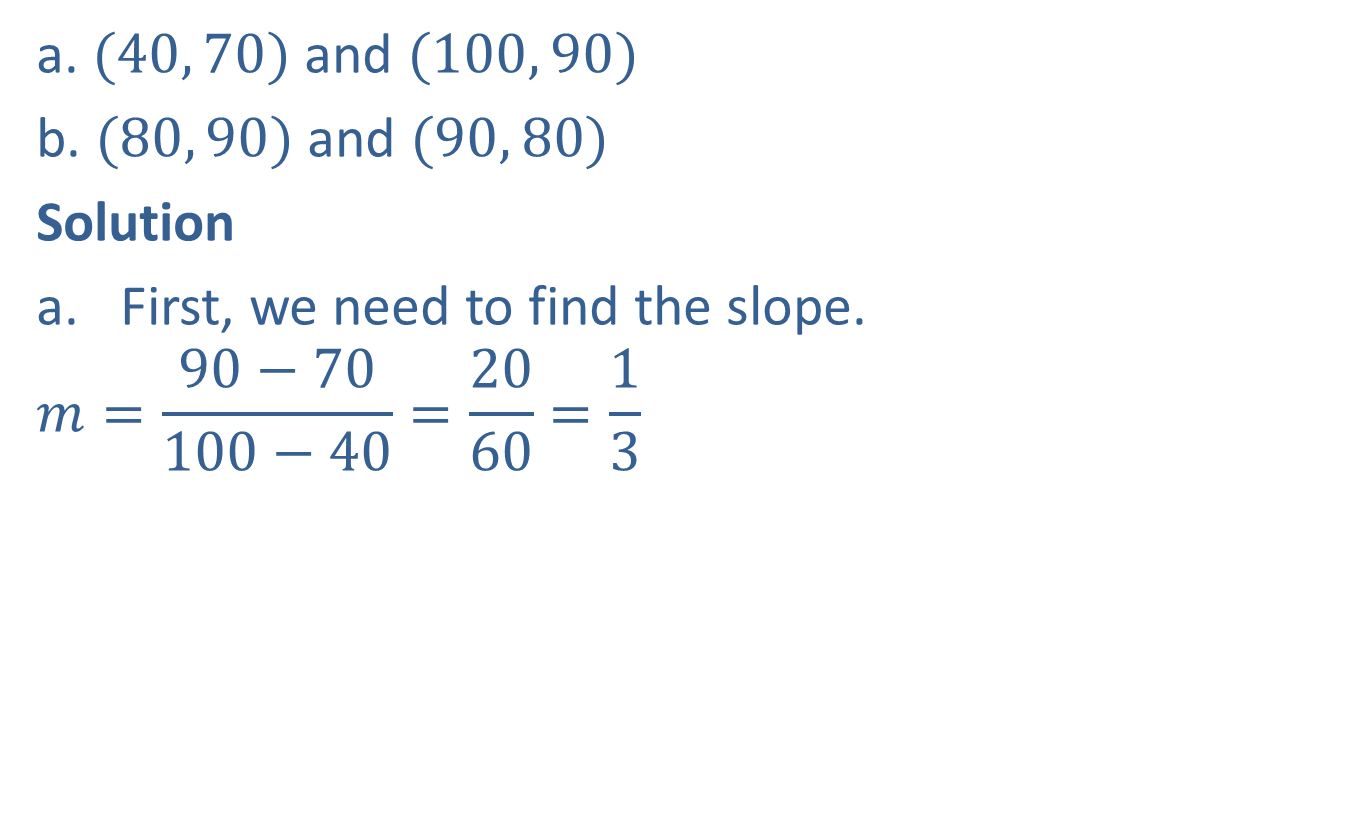 a. (40, 70) and (100, 90)
b. (80, 90) and (90, 80)
Solution
a. First, we need to find the slope.
𝑚 = (90 − 70)/(100 − 40) = 20/60 = 1/3